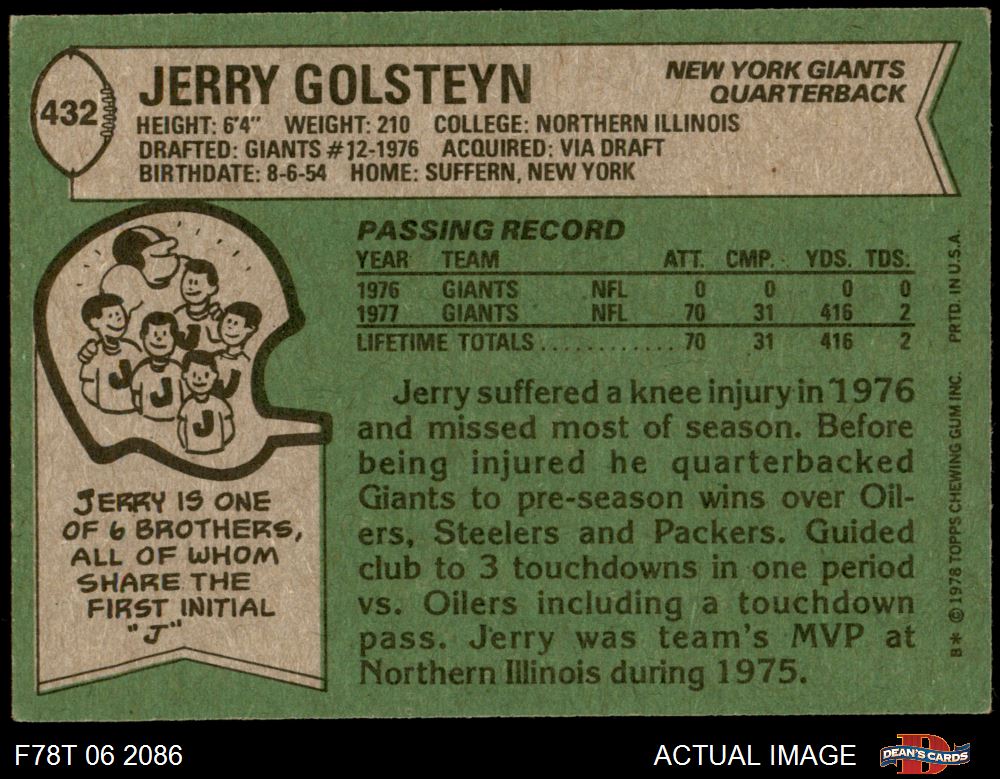 432
JERRY GOLSTEYN
NEW YORK GIANTS
QUARTERBACK
HEIGHT: 6'4" WEIGHT: 210 COLLEGE: NORTHERN ILLINOIS
DRAFTED: GIANTS #12-1976 ACQUIRED: VIA DRAFT
BIRTHDATE: 8-6-54 HOME: SUFFERN, NEW YORK
J
J
J
J
J
JERRY IS ONE
OF 6 BROTHERS,
ALL OF WHOM
SHARE THE
FIRST INITIAL
"J"
PASSING RECORD
YEAR TEAM ATT. CMP. YDS. TDS.
1976 GIANTS NFL 0 0 0 0
1977 GIANTS NFL 70 31 416 2
LIFETIME TOTALS............ 70 31 416 2
Jerry suffered a knee injury in 1976
and missed most of season. Before
being injured he quarterbacked
Giants to pre-season wins over Oil-
ers, Steelers and Packers. Guided
club to 3 touchdowns in one period
vs. Oilers including a touchdown
pass. Jerry was team's MVP at
Northern Illinois during 1975.
B* © 1978 TOPPS CHEWING GUM INC. PRTD. IN U.S.A.
F78T 06 2086
ACTUAL IMAGE
D
DEAN'S CARDS